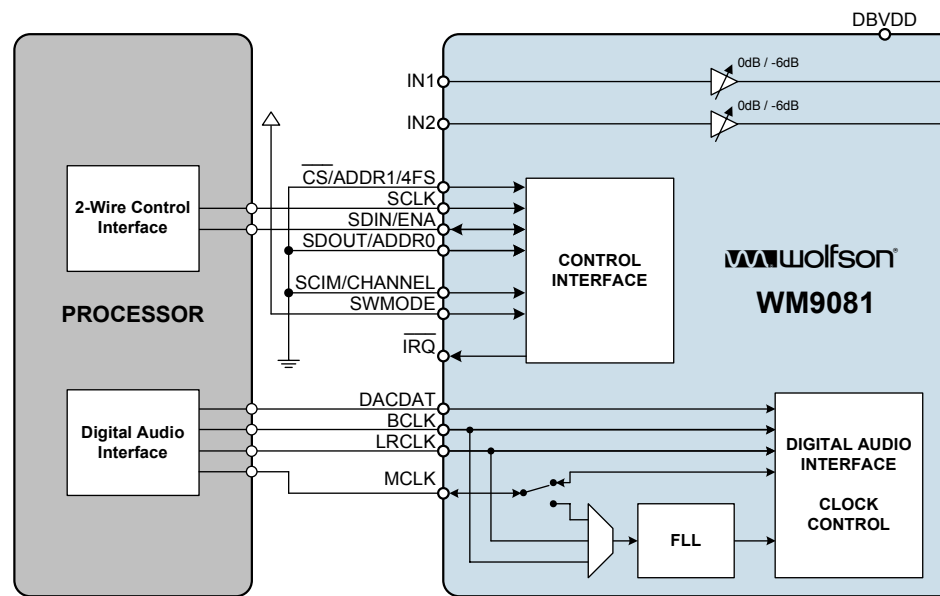 DBVDD
IN1
0dB / -6dB
IN2
0dB / -6dB
2-Wire Control
Interface
PROCESSOR
Digital Audio
Interface
CS/ADDR1/4FS
SCLK
SDIN/ENA
SDOUT/ADDR0
SCIM/CHANNEL
SWMODE
IRQ
CONTROL
INTERFACE
wolfson®
WM9081
DACDAT
BCLK
LRCLK
MCLK
FLL
DIGITAL AUDIO
INTERFACE
CLOCK
CONTROL